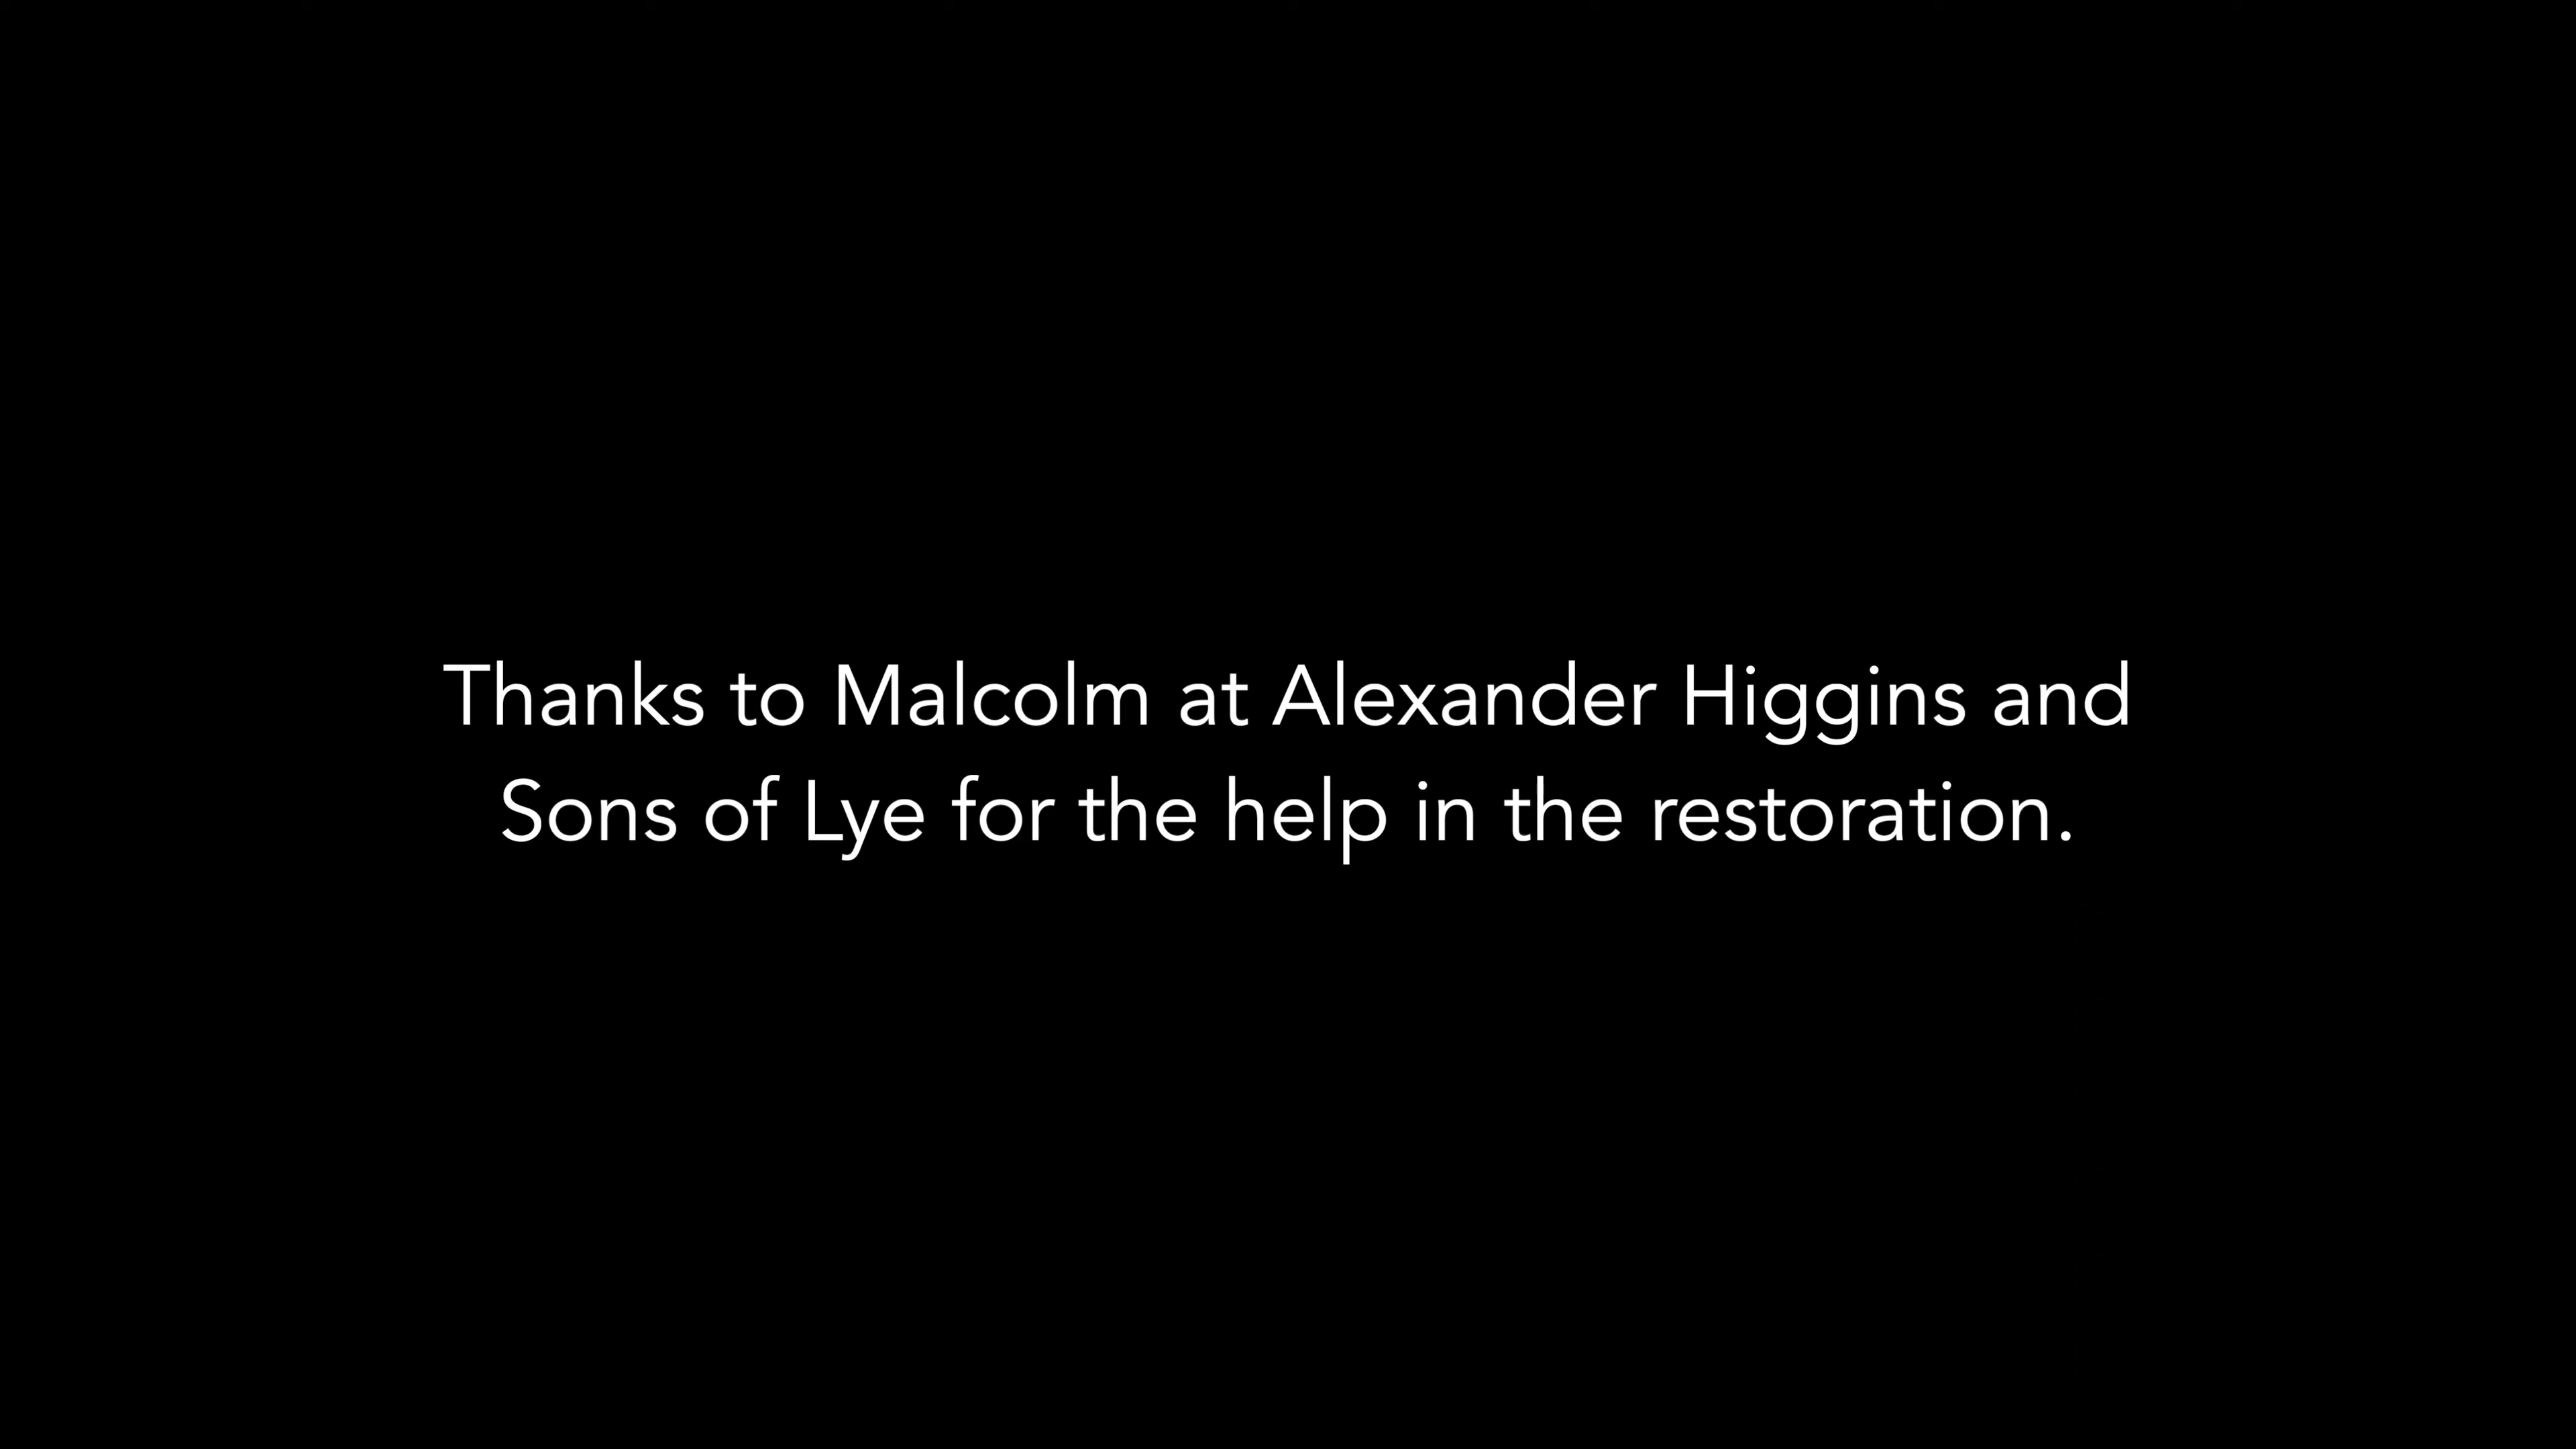 Thanks to Malcolm at Alexander Higgins and
Sons of Lye for the help in the restoration.